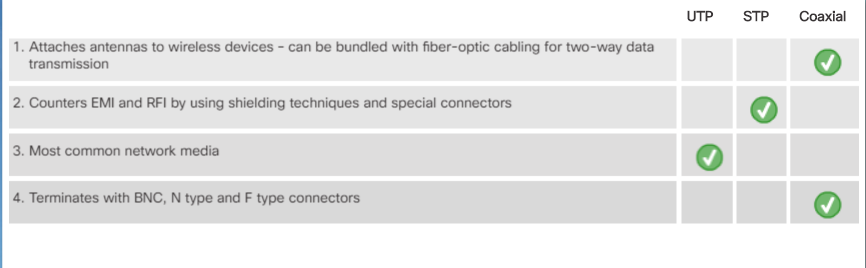 UTP STP Coaxial
1. Attaches antennas to wireless devices - can be bundled with fiber-optic cabling for two-way data
transmission
2. Counters EMI and RFI by using shielding techniques and special connectors
3. Most common network media
4. Terminates with BNC, N type and F type connectors